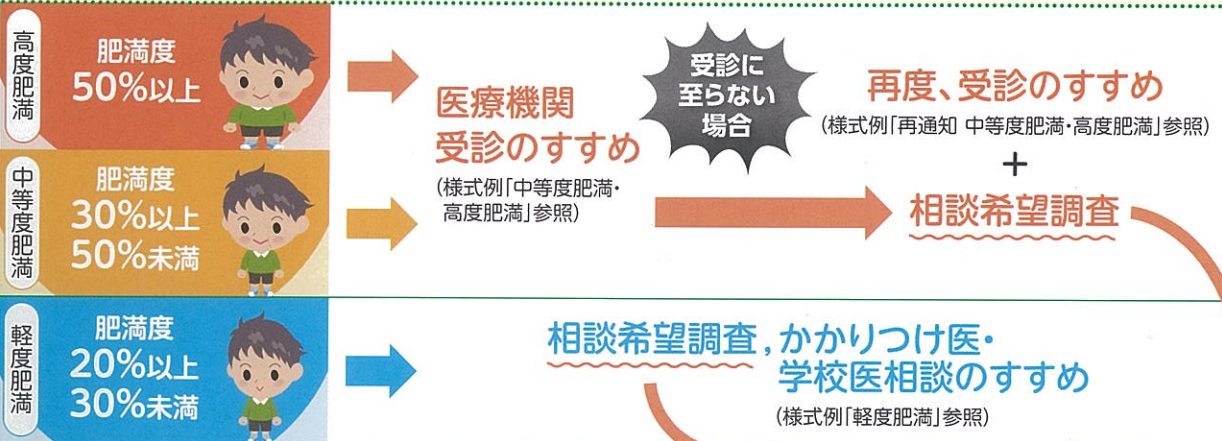 高度肥満
肥満度
50%以上
医療機関
受診のすすめ
(様式例「中等度肥満・
高度肥満」参照)
受診に
至らない
場合
再度、受診のすすめ
(様式例「再通知 中等度肥満・高度肥満」参照)
+
相談希望調査
中等度肥満
肥満度
30%以上
50%未満
軽度肥満
肥満度
20%以上
30%未満
相談希望調査,かかりつけ医・
学校医相談のすすめ
(様式例「軽度肥満」参照)